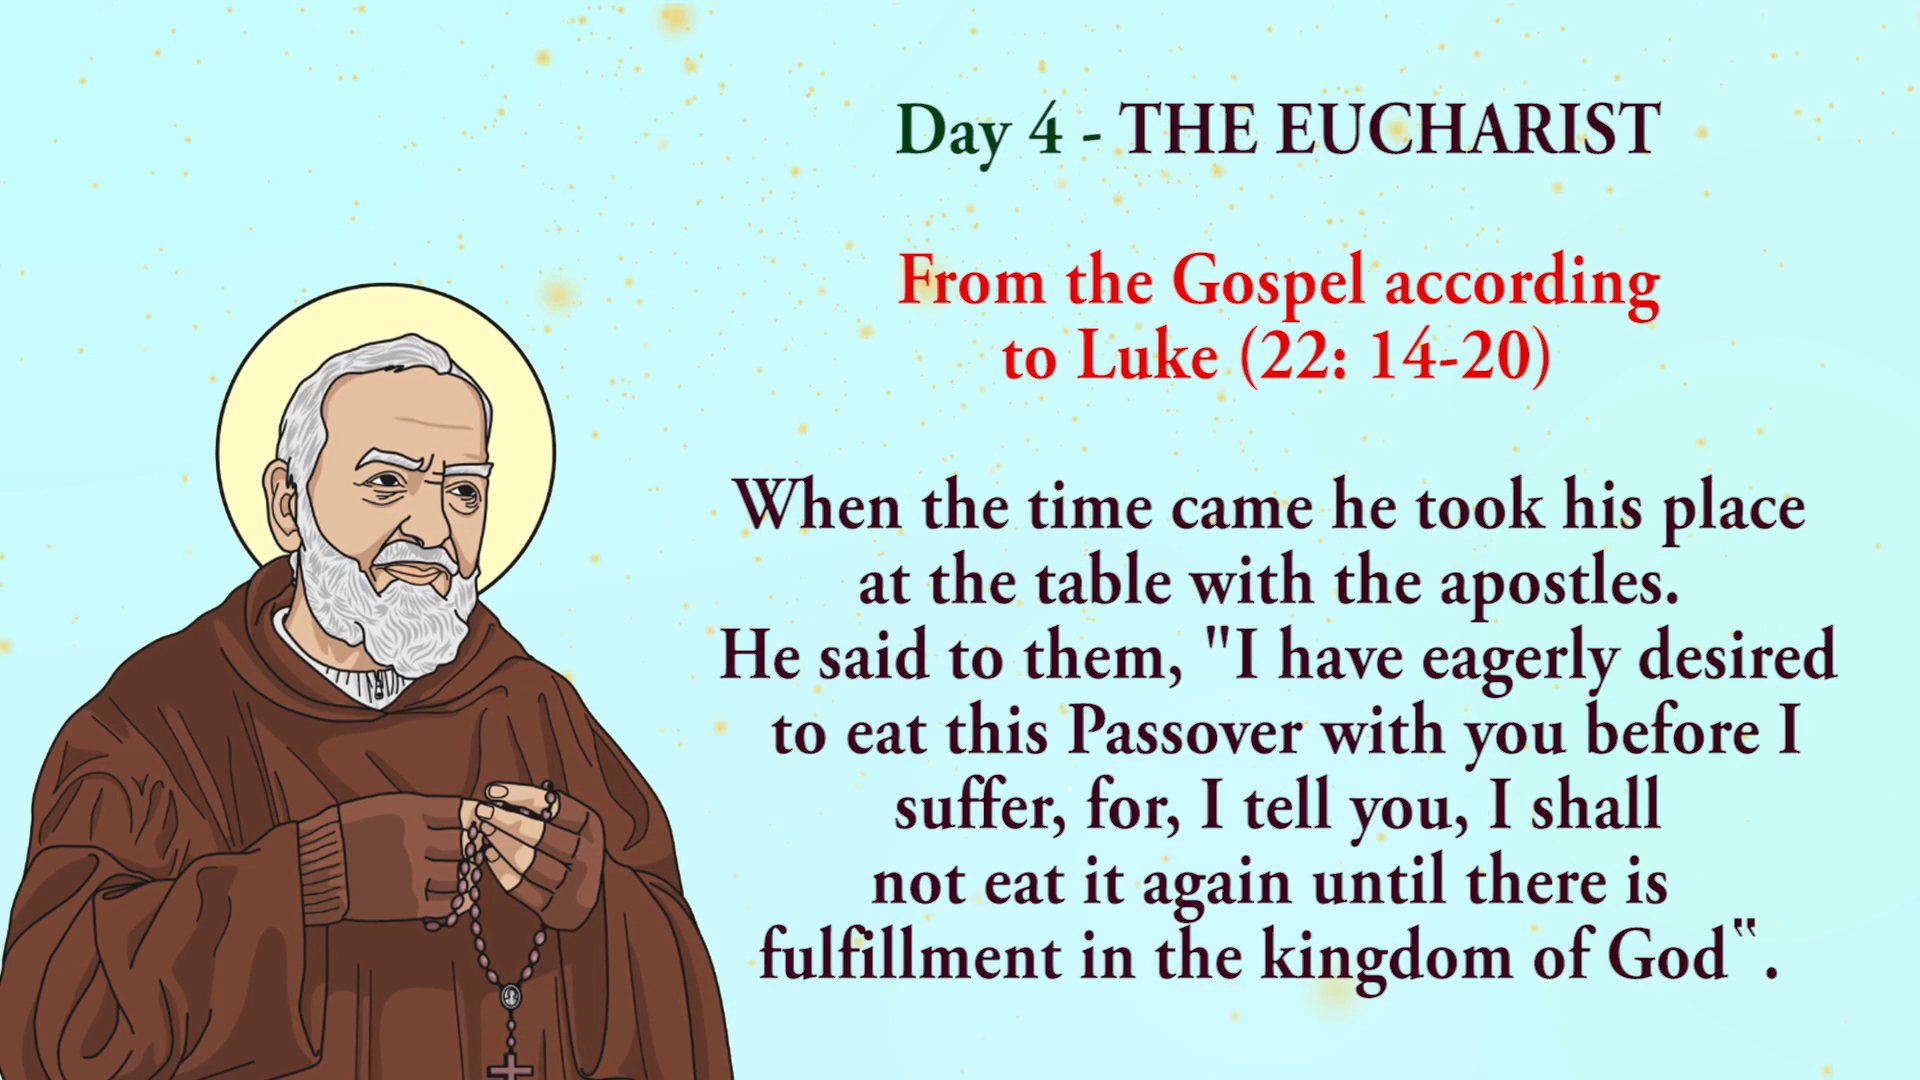 Day 4 - THE EUCHARIST
From the Gospel according
to Luke (22: 14-20)
When the time came he took his place
at the table with the apostles.
He said to them, "I have eagerly desired
to eat this Passover with you before I
suffer, for, I tell you, I shall
not eat it again until there is
fulfillment in the kingdom of God‟.